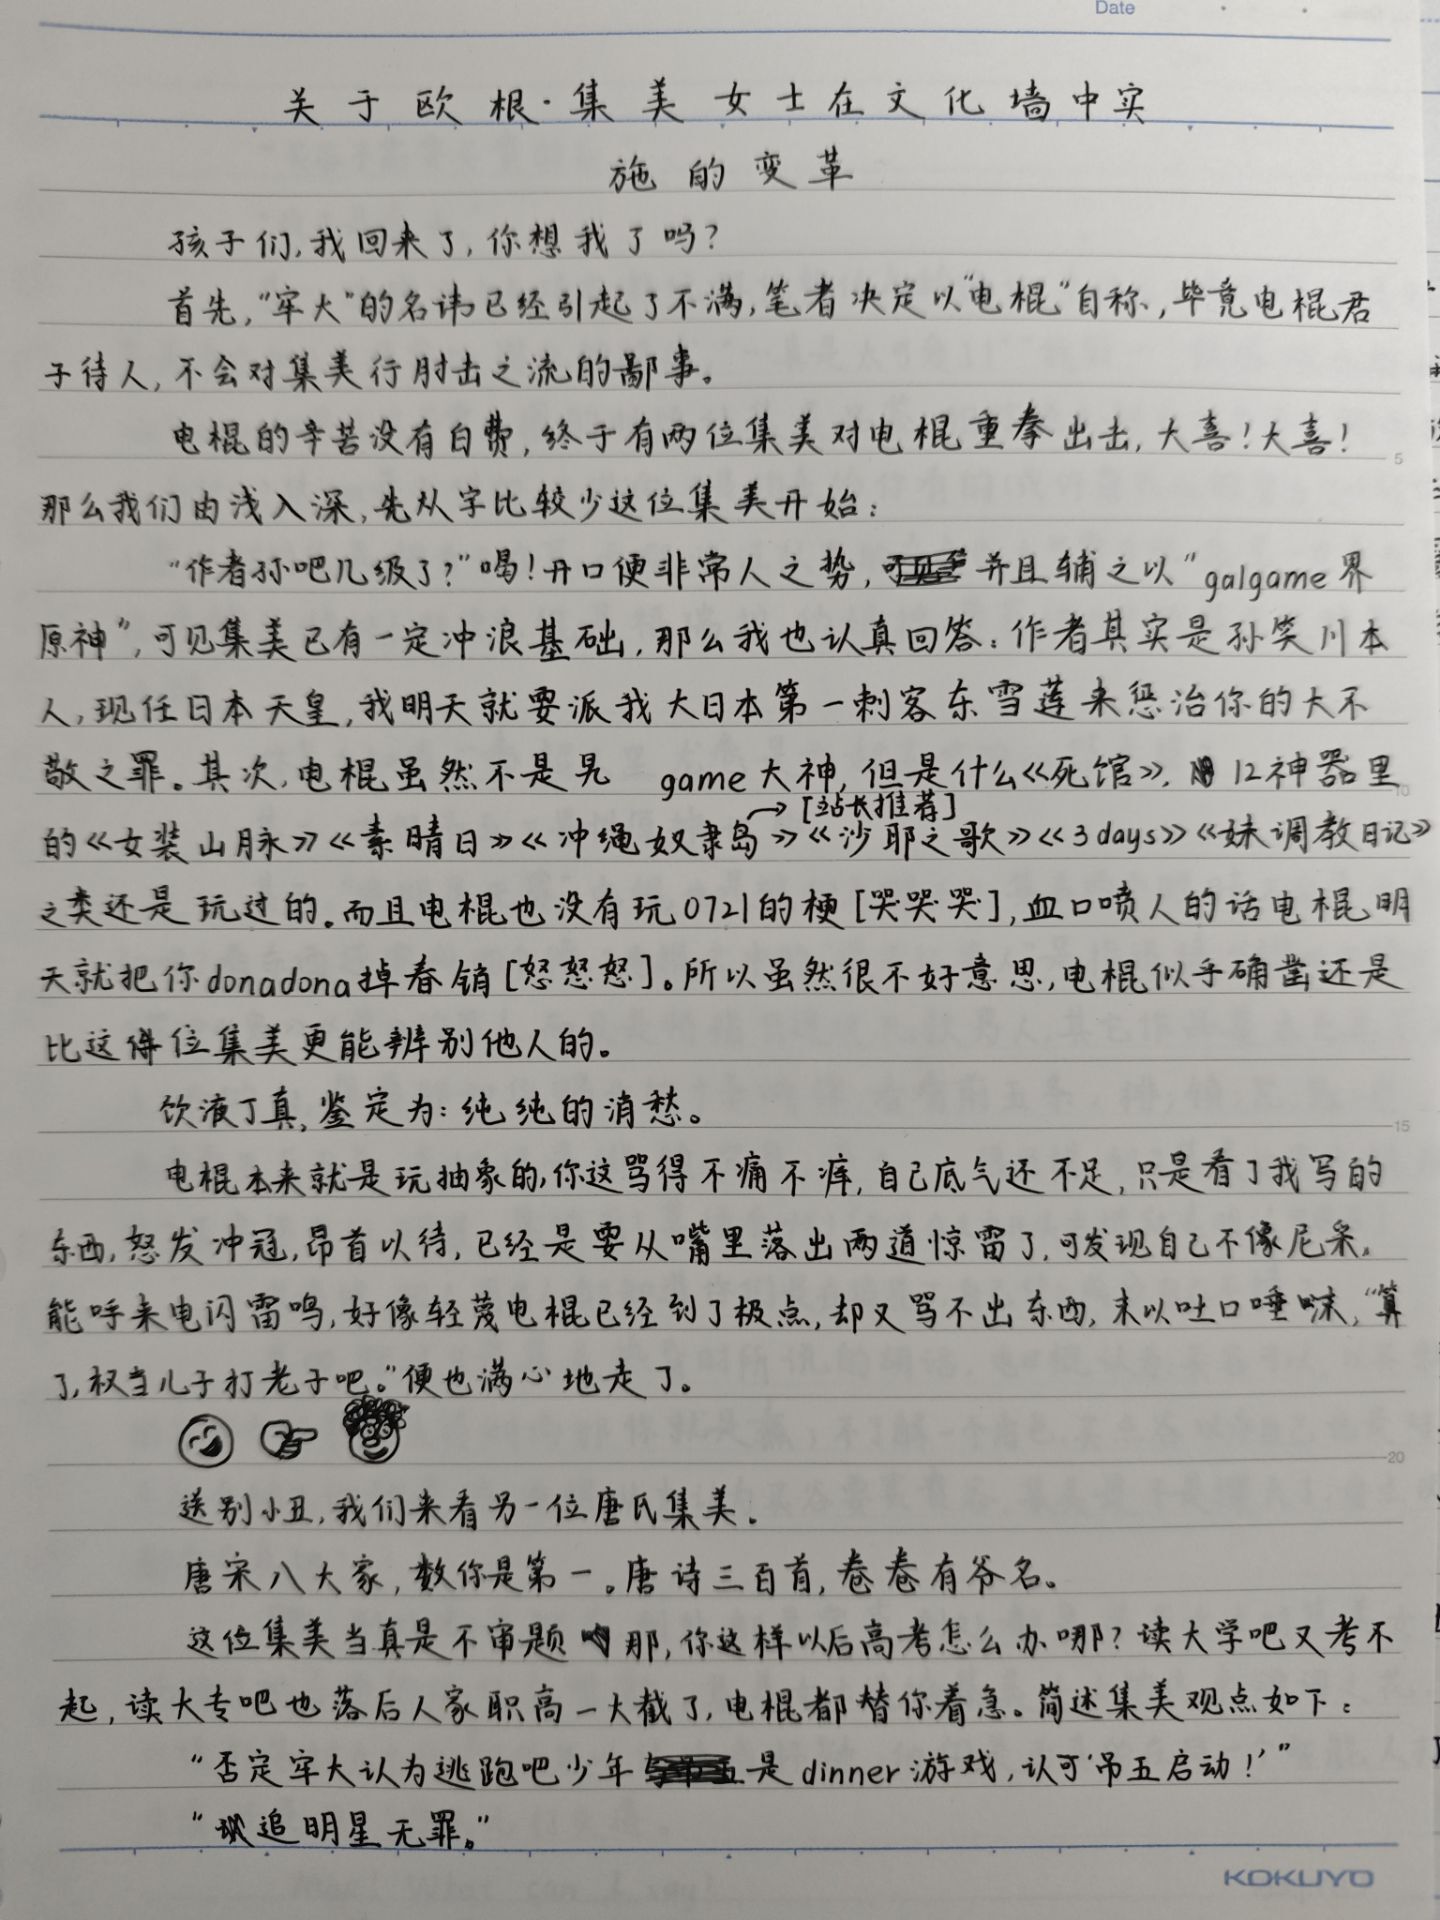 Date
关于欧根·集美女士在文化墙中实
施的变革
孩子们,我回来了,你想我了吗?
首先,“牢大”的名讳已经引起了不满,笔者决定以“电棍”自称,毕竟电棍君
子待人,不会对集美行肘击之流的鄙事。
电棍的辛苦没有白费,终于有两位集美对电棍重拳出击,大喜!大喜!
5
那么我们由浅入深,先从字比较少这位集美开始:
“作者孙吧几级了?”喝!开口便非常人之势,并且辅之以“galgame界
原神”,可见集美已有一定冲浪基础,那么我也认真回答:作者其实是孙笑川本
人,现任日本天皇,我明天就要派我大日本第一刺客东雪莲来惩治你的大不
敬之罪。其次,电棍虽然不是旮game大神,但是什么《死馆》,12神器里
10
→[站长推荐]
的《女装山脉》《素晴日》《冲绳奴隶岛》《沙耶之歌》《3days》《妹调教日记》
之类还是玩过的。而且电棍也没有玩0721的梗[哭哭哭],血口喷人的话电棍明
天就把你donadona掉春销[怒怒怒]。所以虽然很不好意思,电棍似乎确凿还是
比这位集美更能辨别他人的。
饮液丁真,鉴定为:纯纯的消愁。
15
电棍本来就是玩抽象的,你这骂得不痛不痒,自己底气还不足,只是看了我写的
东西,怒发冲冠,昂首以待,已经是要从嘴里落出两道惊雷了,可发现自己不像尼采,
能呼来电闪雷鸣,好像轻蔑电棍已经到了极点,却又骂不出东西,末以吐口唾沫,“算
了,权当儿子打老子吧。”便也满心地走了。
20
送别小丑,我们来看另一位唐氏集美.
唐宋八大家,数你是第一。唐诗三百首,卷卷有爷名。
这位集美当真是不审题那,你这样以后高考怎么办哪?读大学吧又考不
起,读大专吧也落后人家职高一大截了,电棍都替你着急。简述集美观点如下:
“否定牢大认为逃跑吧少年是dinner游戏,认可‘吊五启动!’”
“追明星无罪。”
KOKUYO